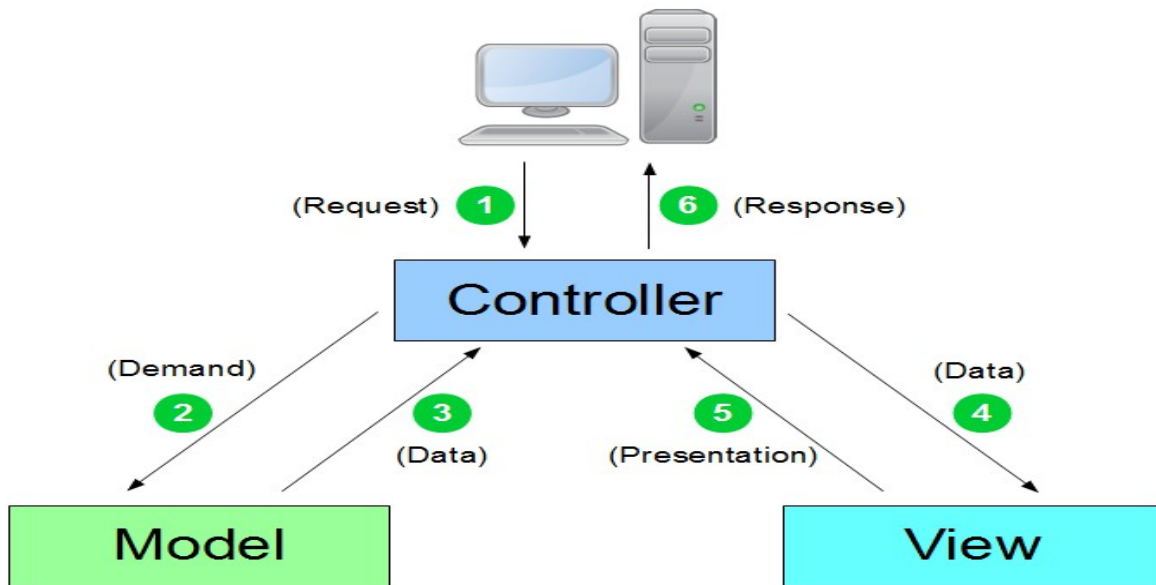 (Request) 1 6 (Response)
Controller
(Demand) (Data)
2 3 5 4
(Data) (Presentation)
Model View